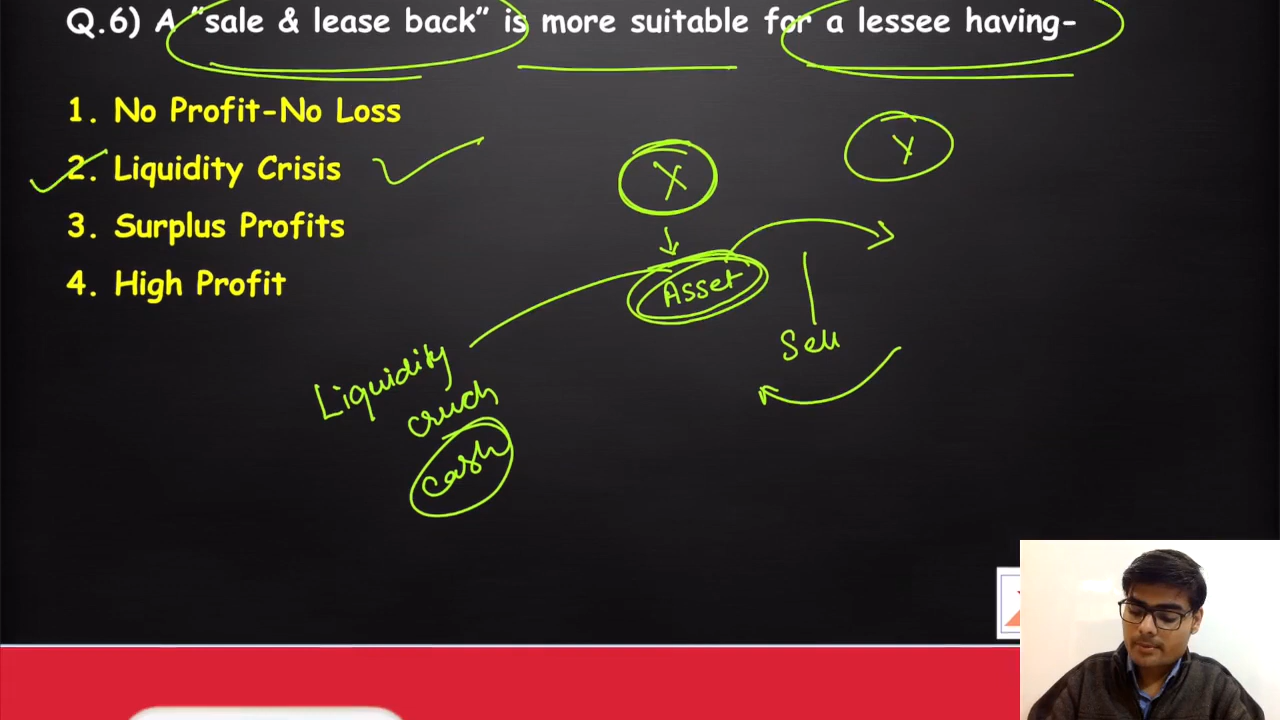 Q.6) A "sale & lease back" is more suitable for a lessee having-
1. No Profit-No Loss
2. Liquidity Crisis
3. Surplus Profits
4. High Profit
X
Y
Asset
Sell
Liquidity
cruch
cash